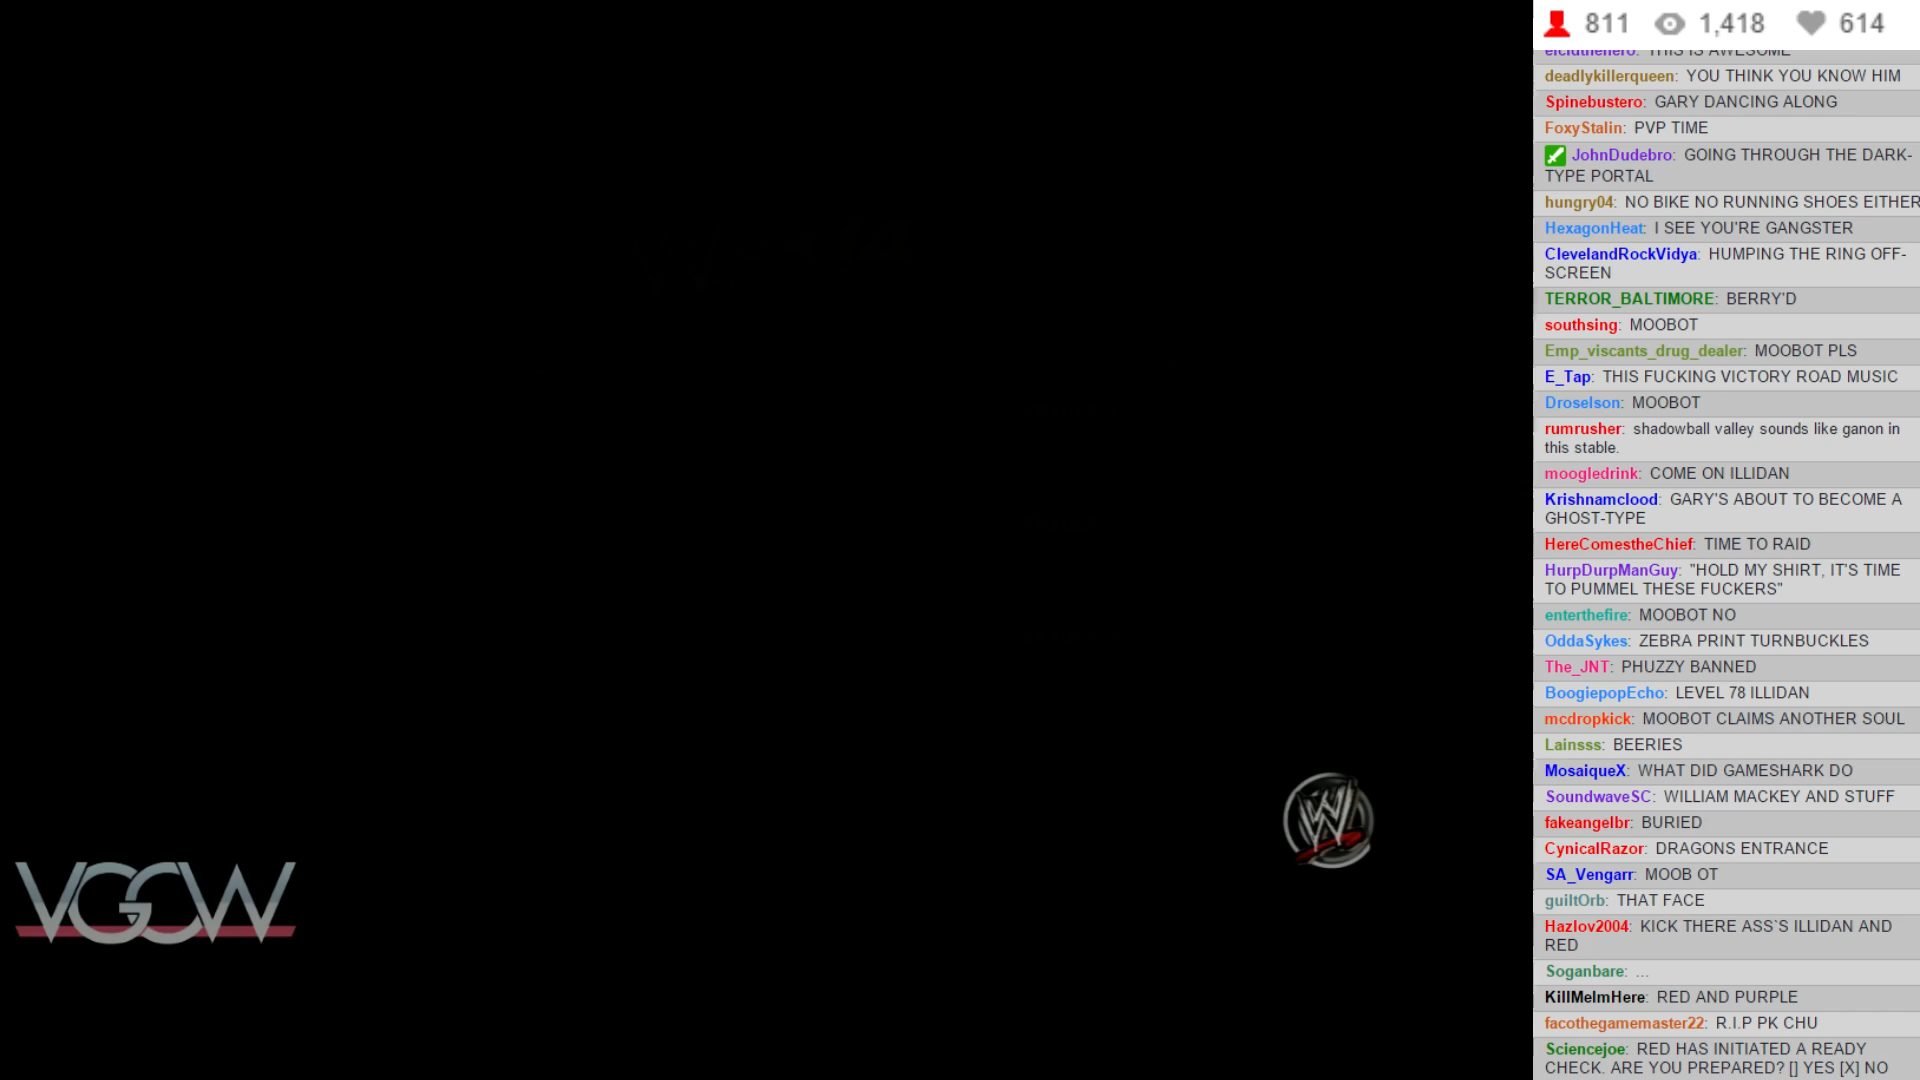 811 1,418 614
elcidthehero: THIS IS AWESOME
deadlykillerqueen: YOU THINK YOU KNOW HIM
Spinebustero: GARY DANCING ALONG
FoxyStalin: PVP TIME
JohnDudebro: GOING THROUGH THE DARK-
TYPE PORTAL
hungry04: NO BIKE NO RUNNING SHOES EITHER
HexagonHeat: I SEE YOU'RE GANGSTER
ClevelandRockVidya: HUMPING THE RING OFF-
SCREEN
TERROR_BALTIMORE: BERRY'D
southsing: MOOBOT
Emp_viscants_drug_dealer: MOOBOT PLS
E_Tap: THIS FUCKING VICTORY ROAD MUSIC
Droselson: MOOBOT
rumrusher: shadowball valley sounds like ganon in
this stable.
moogledrink: COME ON ILLIDAN
Krishnamclood: GARY'S ABOUT TO BECOME A
GHOST-TYPE
HereComestheChief: TIME TO RAID
HurpDurpManGuy: "HOLD MY SHIRT, IT'S TIME
TO PUMMEL THESE FUCKERS"
enterthefire: MOOBOT NO
OddaSykes: ZEBRA PRINT TURNBUCKLES
The_JNT: PHUZZY BANNED
BoogiepopEcho: LEVEL 78 ILLIDAN
mcdropkick: MOOBOT CLAIMS ANOTHER SOUL
Lainsss: BEERIES
MosaiqueX: WHAT DID GAMESHARK DO
SoundwaveSC: WILLIAM MACKEY AND STUFF
fakeangelbr: BURIED
CynicalRazor: DRAGONS ENTRANCE
SA_Vengarr: MOOB OT
guiltOrb: THAT FACE
Hazlov2004: KICK THERE ASS`S ILLIDAN AND
RED
Soganbare: ...
KillMeImHere: RED AND PURPLE
facothegamemaster22: R.I.P PK CHU
Sciencejoe: RED HAS INITIATED A READY
CHECK. ARE YOU PREPARED? [] YES [X] NO
W
VGCW